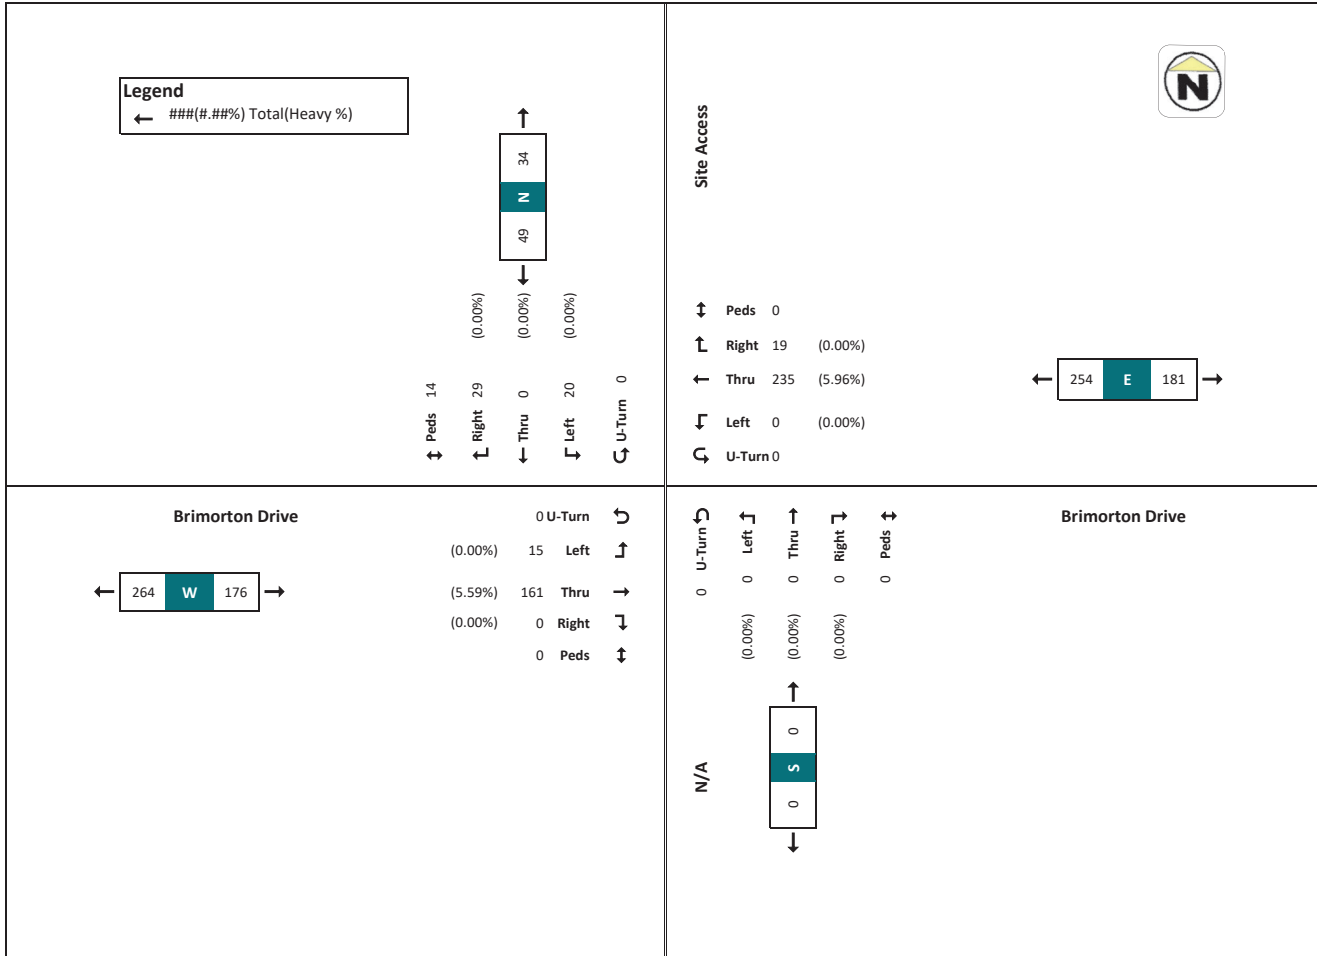 Legend
← ###(#.##%) Total(Heavy %)
34
N
49
(0.00%)
(0.00%)
(0.00%)
Peds 14
Right 29
Thru 0
Left 20
U-Turn 0
Site Access
N
Peds 0
Right 19 (0.00%)
Thru 235 (5.96%)
Left 0 (0.00%)
U-Turn 0
254 E 181
Brimorton Drive
0 U-Turn
(0.00%) 15 Left
(5.59%) 161 Thru
(0.00%) 0 Right
0 Peds
264 W 176
0 U-Turn
(0.00%) 0 Left
(0.00%) 0 Thru
(0.00%) 0 Right
0 Peds
Brimorton Drive
N/A
0
S
0